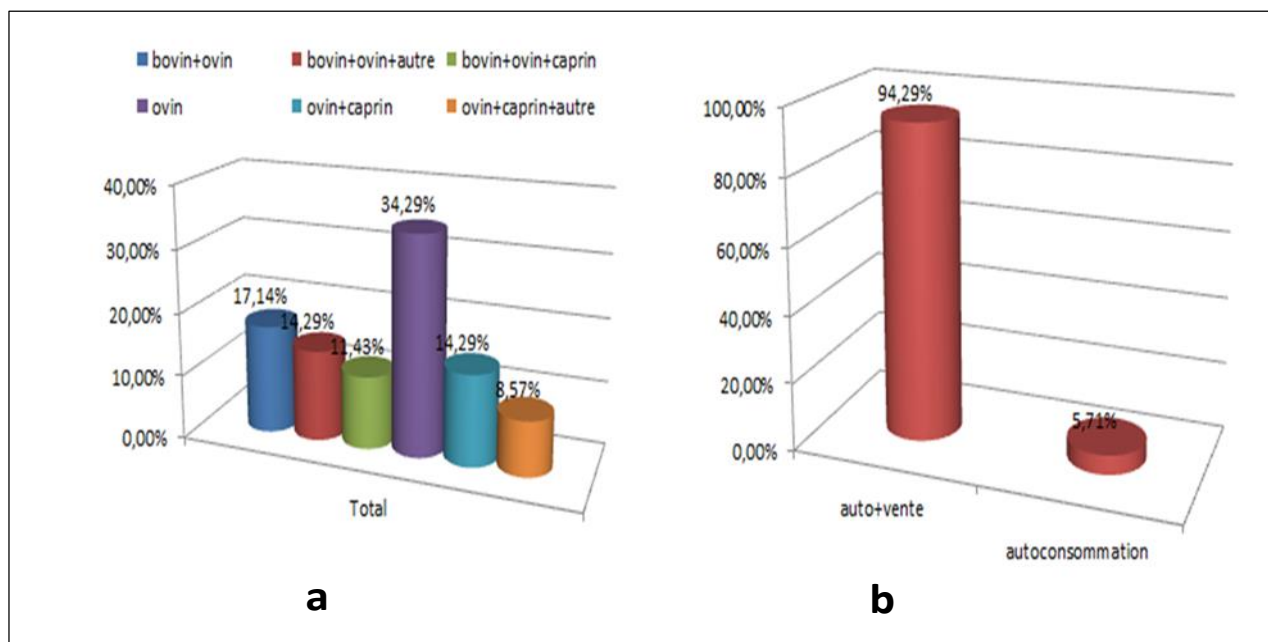 bovin+ovin bovin+ovin+autre bovin+ovin+caprin
ovin ovin+caprin ovin+caprin+autre
40,00%
30,00%
20,00%
10,00%
0,00%
17,14%
14,29%
11,43%
34,29%
14,29%
8,57%
Total
a
100,00%
80,00%
60,00%
40,00%
20,00%
0,00%
94,29%
5,71%
auto+vente
autoconsommation
b